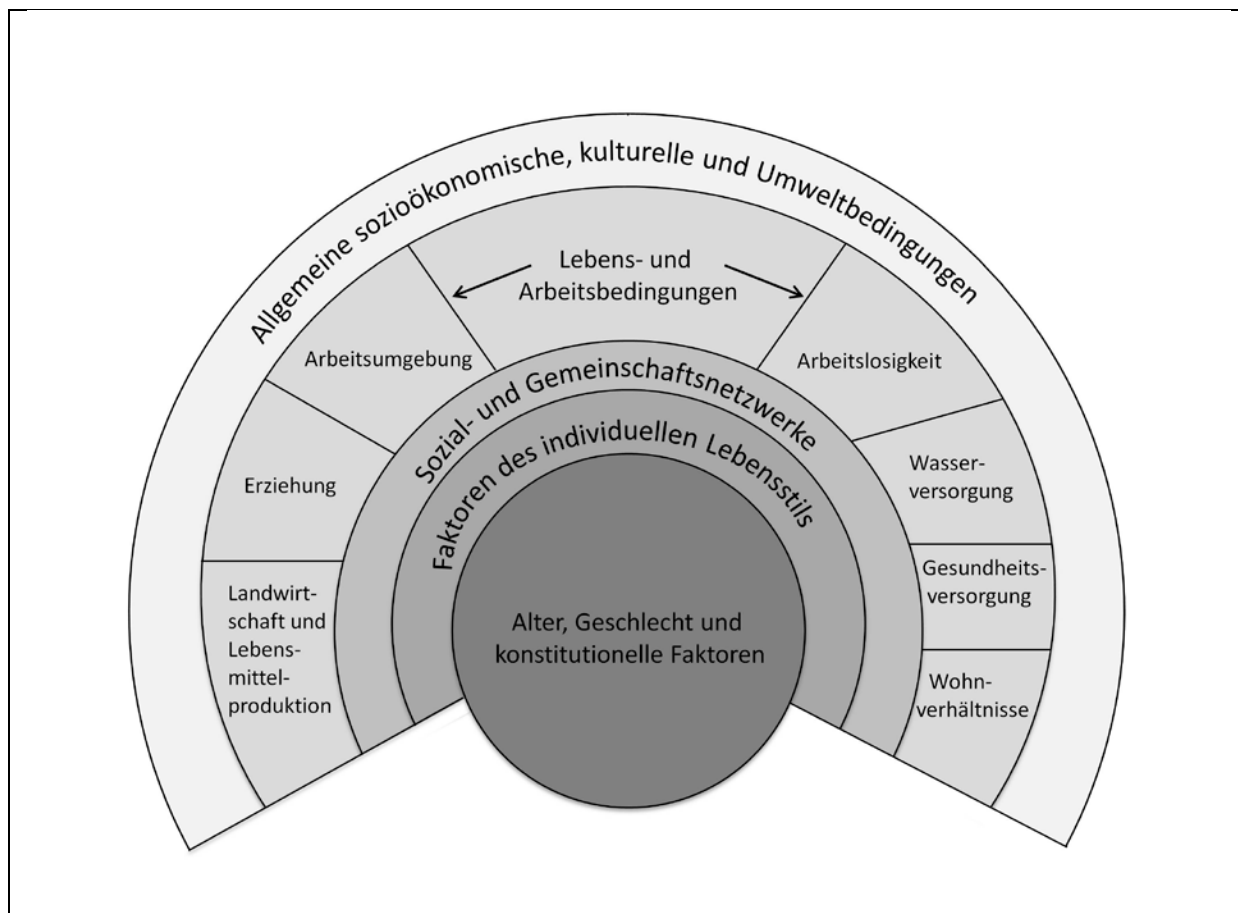 Allgemeine sozioökonomische, kulturelle und Umweltbedingungen
Lebens- und
Arbeitsbedingungen
Arbeitsumgebung
Arbeitslosigkeit
Sozial- und Gemeinschaftsnetzwerke
Faktoren des individuellen Lebensstils
Erziehung
Wasser-
versorgung
Landwirt-
schaft und
Lebens-
mittel-
produktion
Gesundheits-
versorgung
Alter, Geschlecht und
konstitutionelle Faktoren
Wohn-
verhältnisse